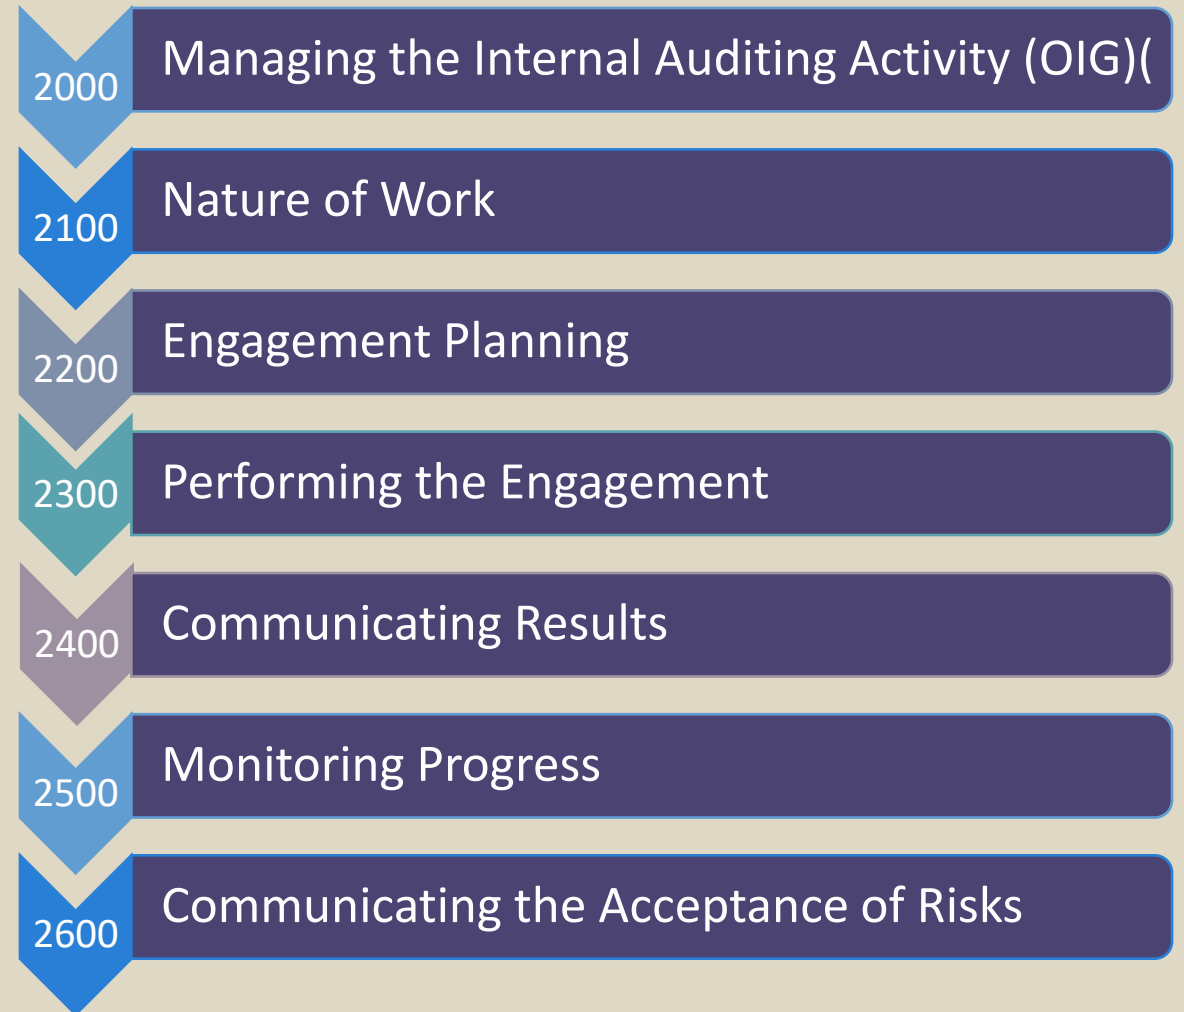 2000
Managing the Internal Auditing Activity (OIG)(
2100
Nature of Work
2200
Engagement Planning
2300
Performing the Engagement
2400
Communicating Results
2500
Monitoring Progress
2600
Communicating the Acceptance of Risks